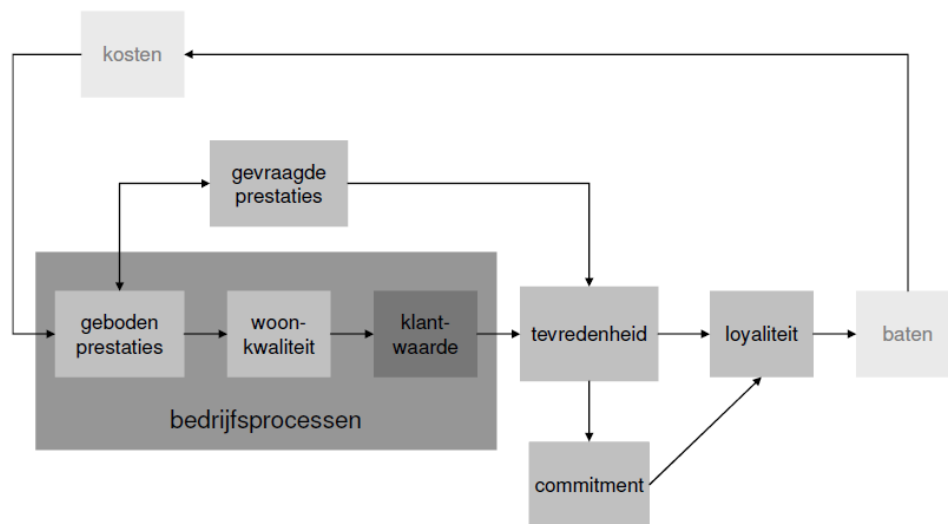 kosten
gevraagde
prestaties
geboden
prestaties
woon-
kwaliteit
klant-
waarde
tevredenheid
loyaliteit
baten
bedrijfsprocessen
commitment